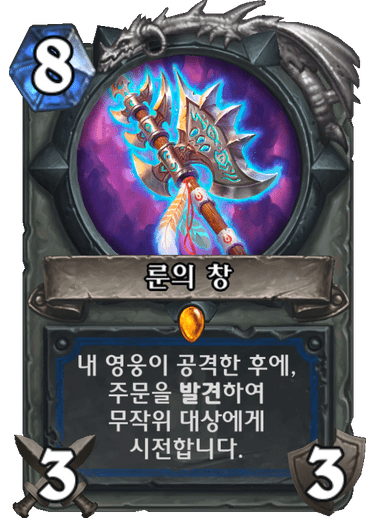 8
룬의 창
내 영웅이 공격한 후에,
주문을 발견하여
무작위 대상에게
시전합니다.
3
3